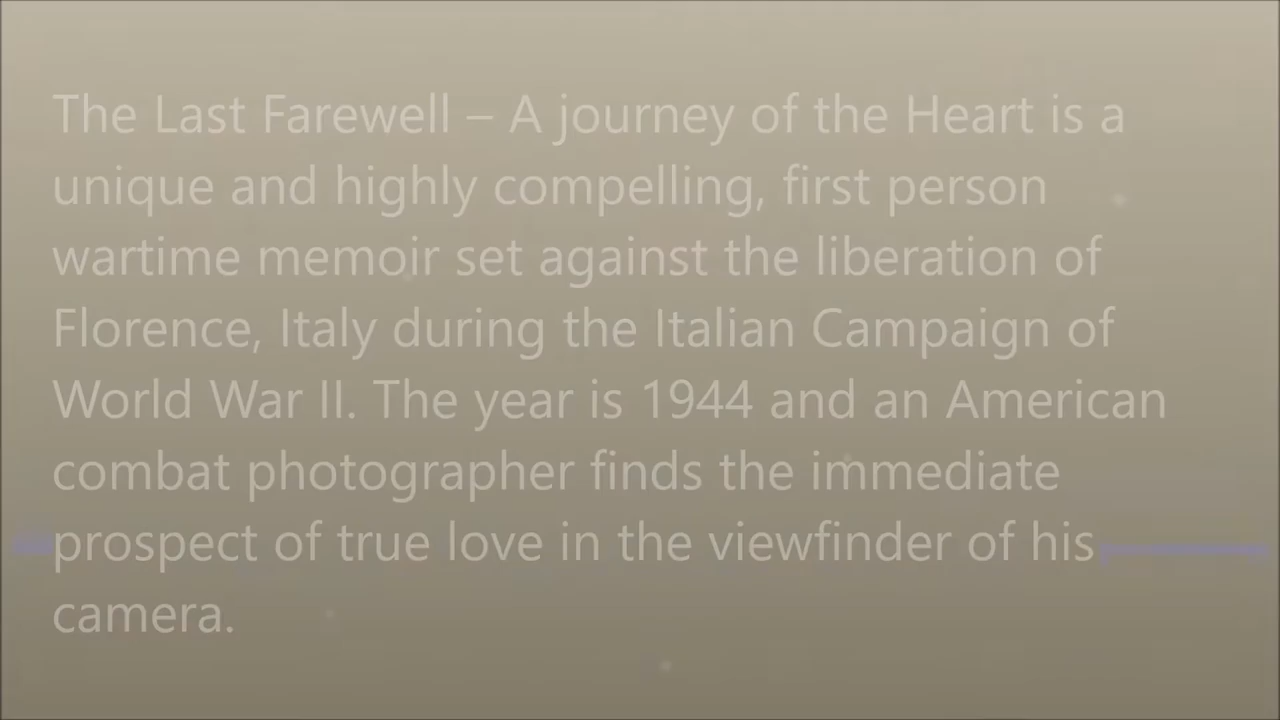 The Last Farewell – A journey of the Heart is a
unique and highly compelling, first person
wartime memoir set against the liberation of
Florence, Italy during the Italian Campaign of
World War II. The year is 1944 and an American
combat photographer finds the immediate
prospect of true love in the viewfinder of his
camera.